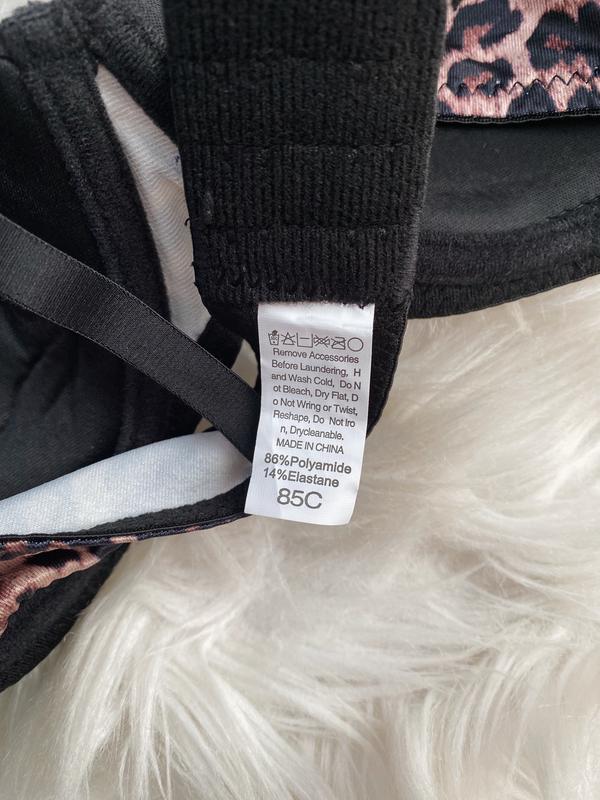 Remove Accessories
Before Laundering, H
and Wash Cold, Do N
ot Bleach, Dry Flat, D
o Not Wring or Twist,
Reshape, Do Not Iro
n, Drycleanable.
MADE IN CHINA
86%Polyamide
14%Elastane
85C